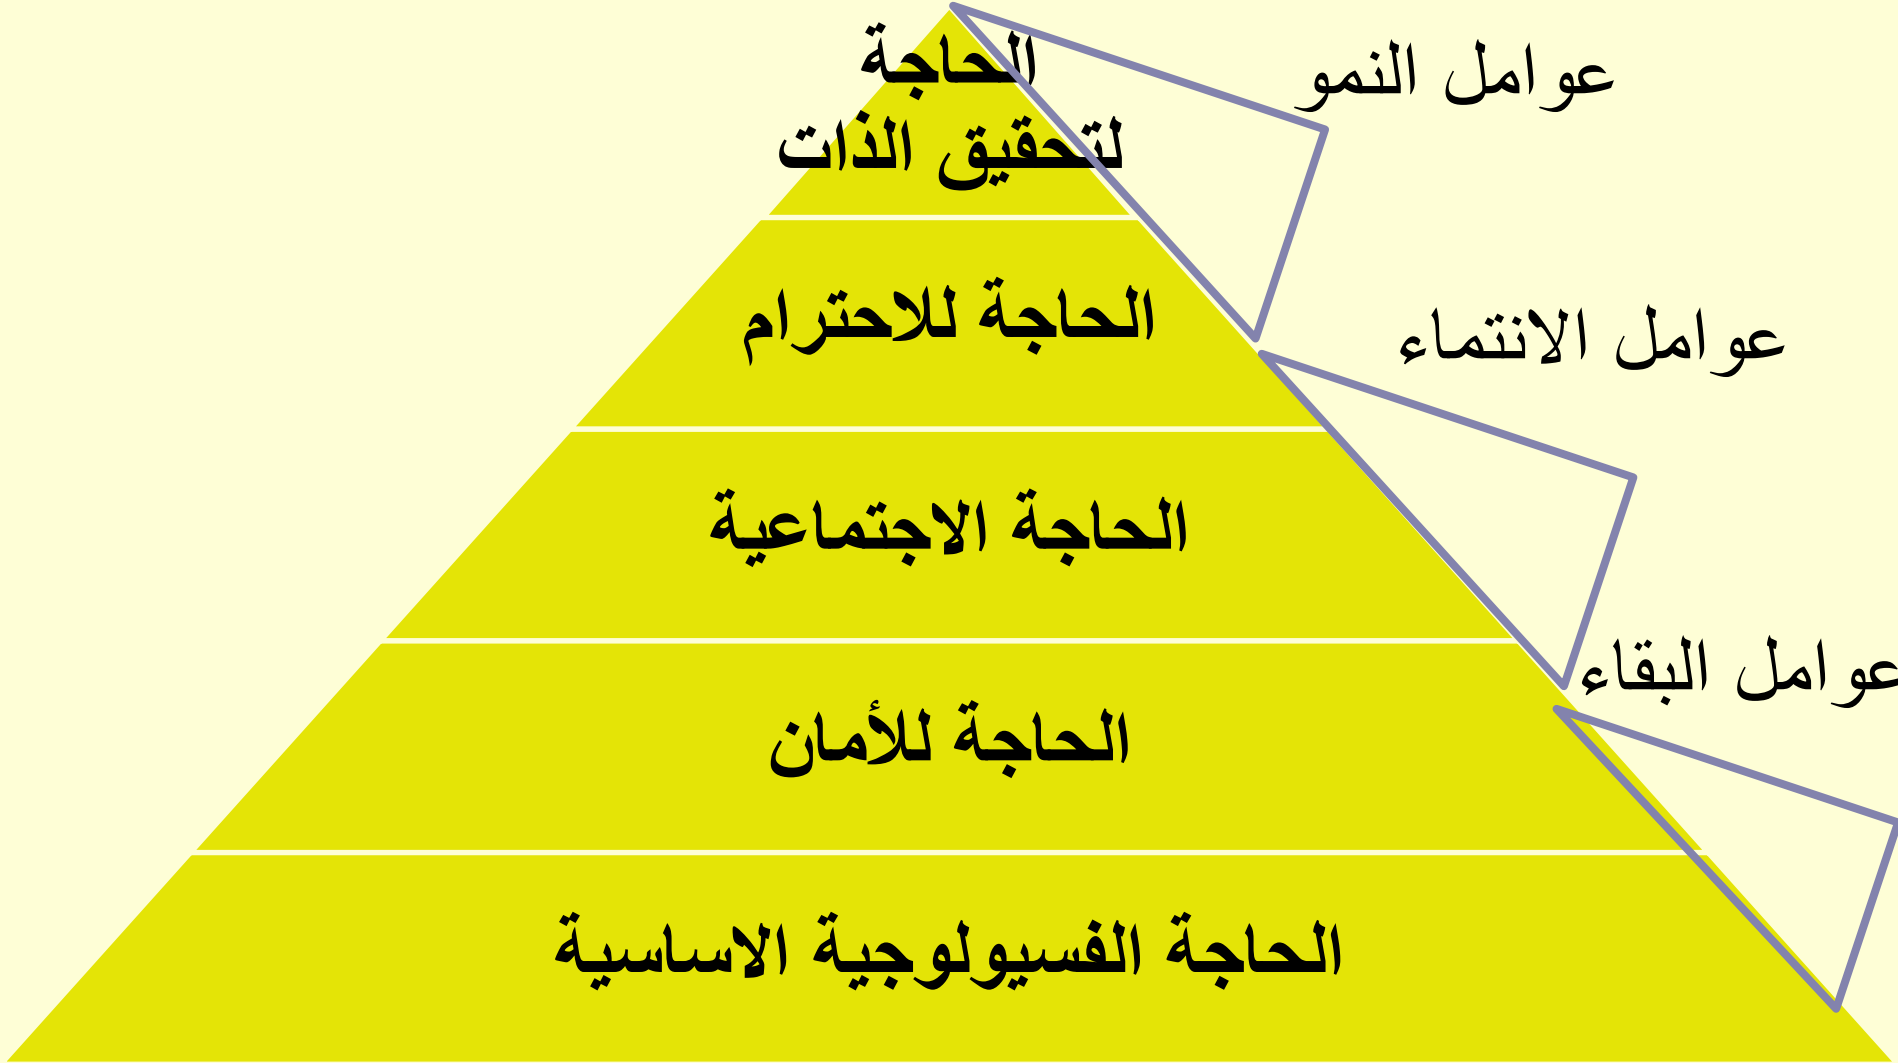 الحاجة
لتحقيق الذات
عوامل النمو
الحاجة للاحترام
عوامل الانتماء
الحاجة الاجتماعية
عوامل البقاء
الحاجة للأمان
الحاجة الفسيولوجية الاساسية